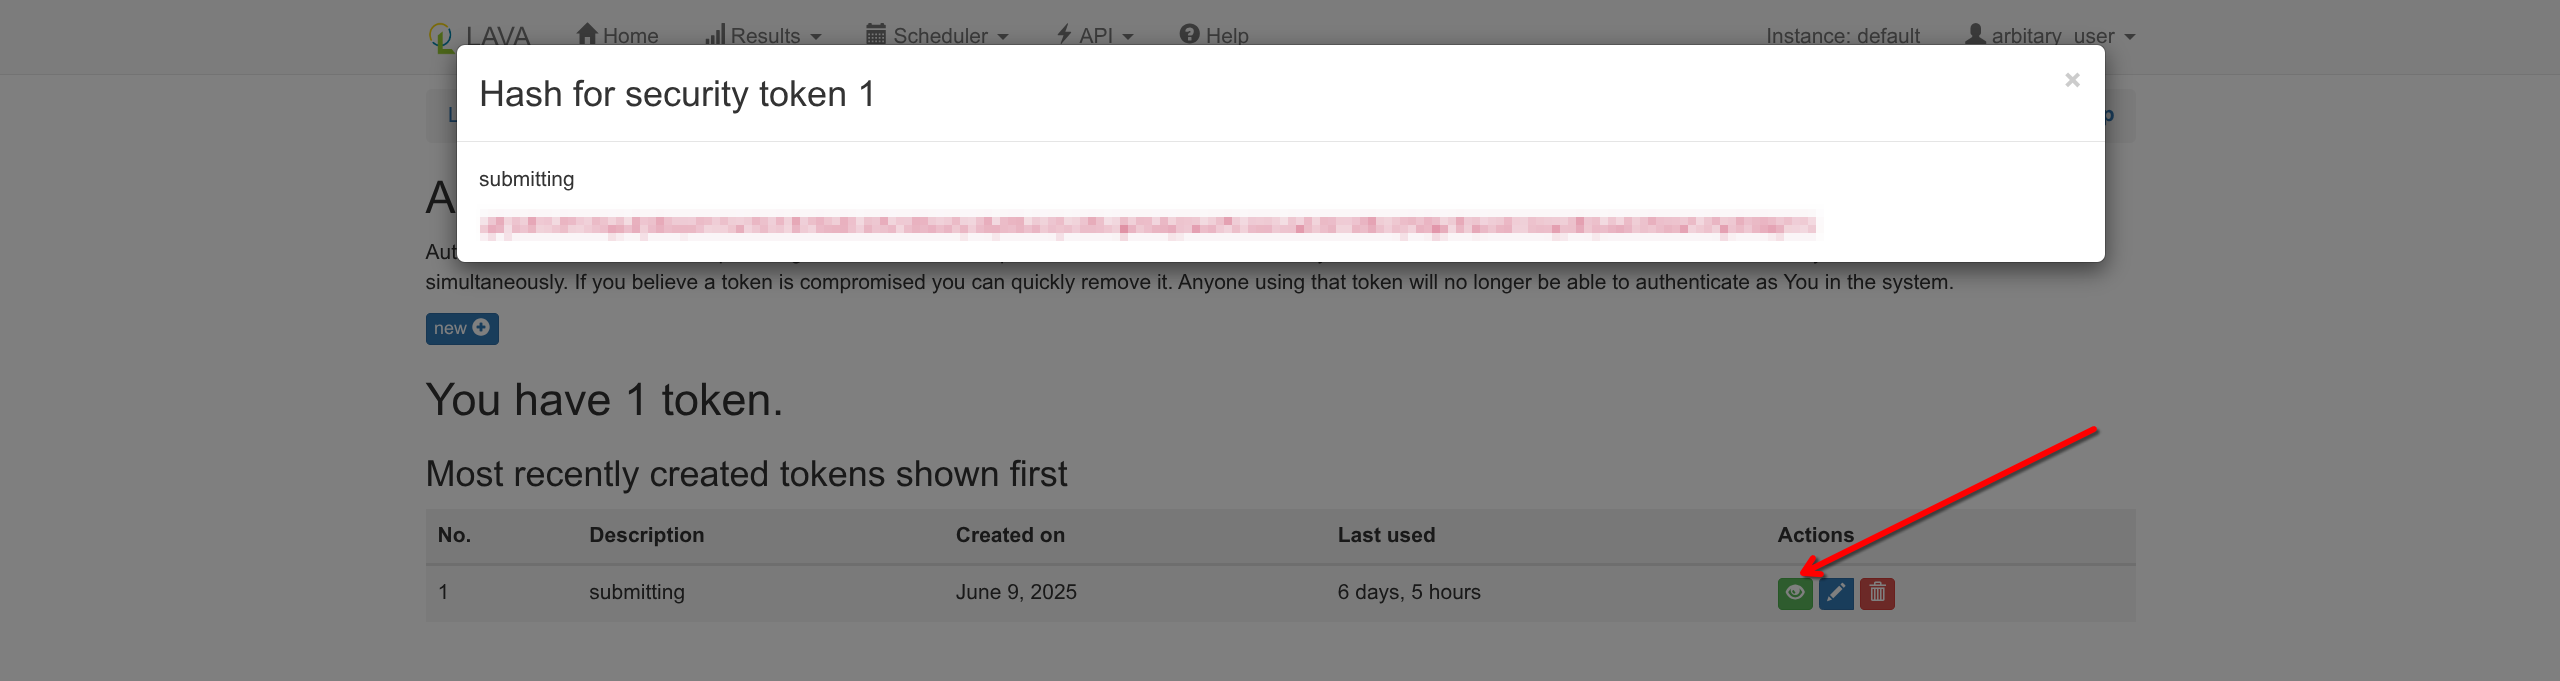 LAVA Home Results Scheduler API Help Instance: default arbitary_user
Hash for security token 1 ×
submitting
simultaneously. If you believe a token is compromised you can quickly remove it. Anyone using that token will no longer be able to authenticate as You in the system.
new
You have 1 token.
Most recently created tokens shown first
No. Description Created on Last used Actions
1 submitting June 9, 2025 6 days, 5 hours